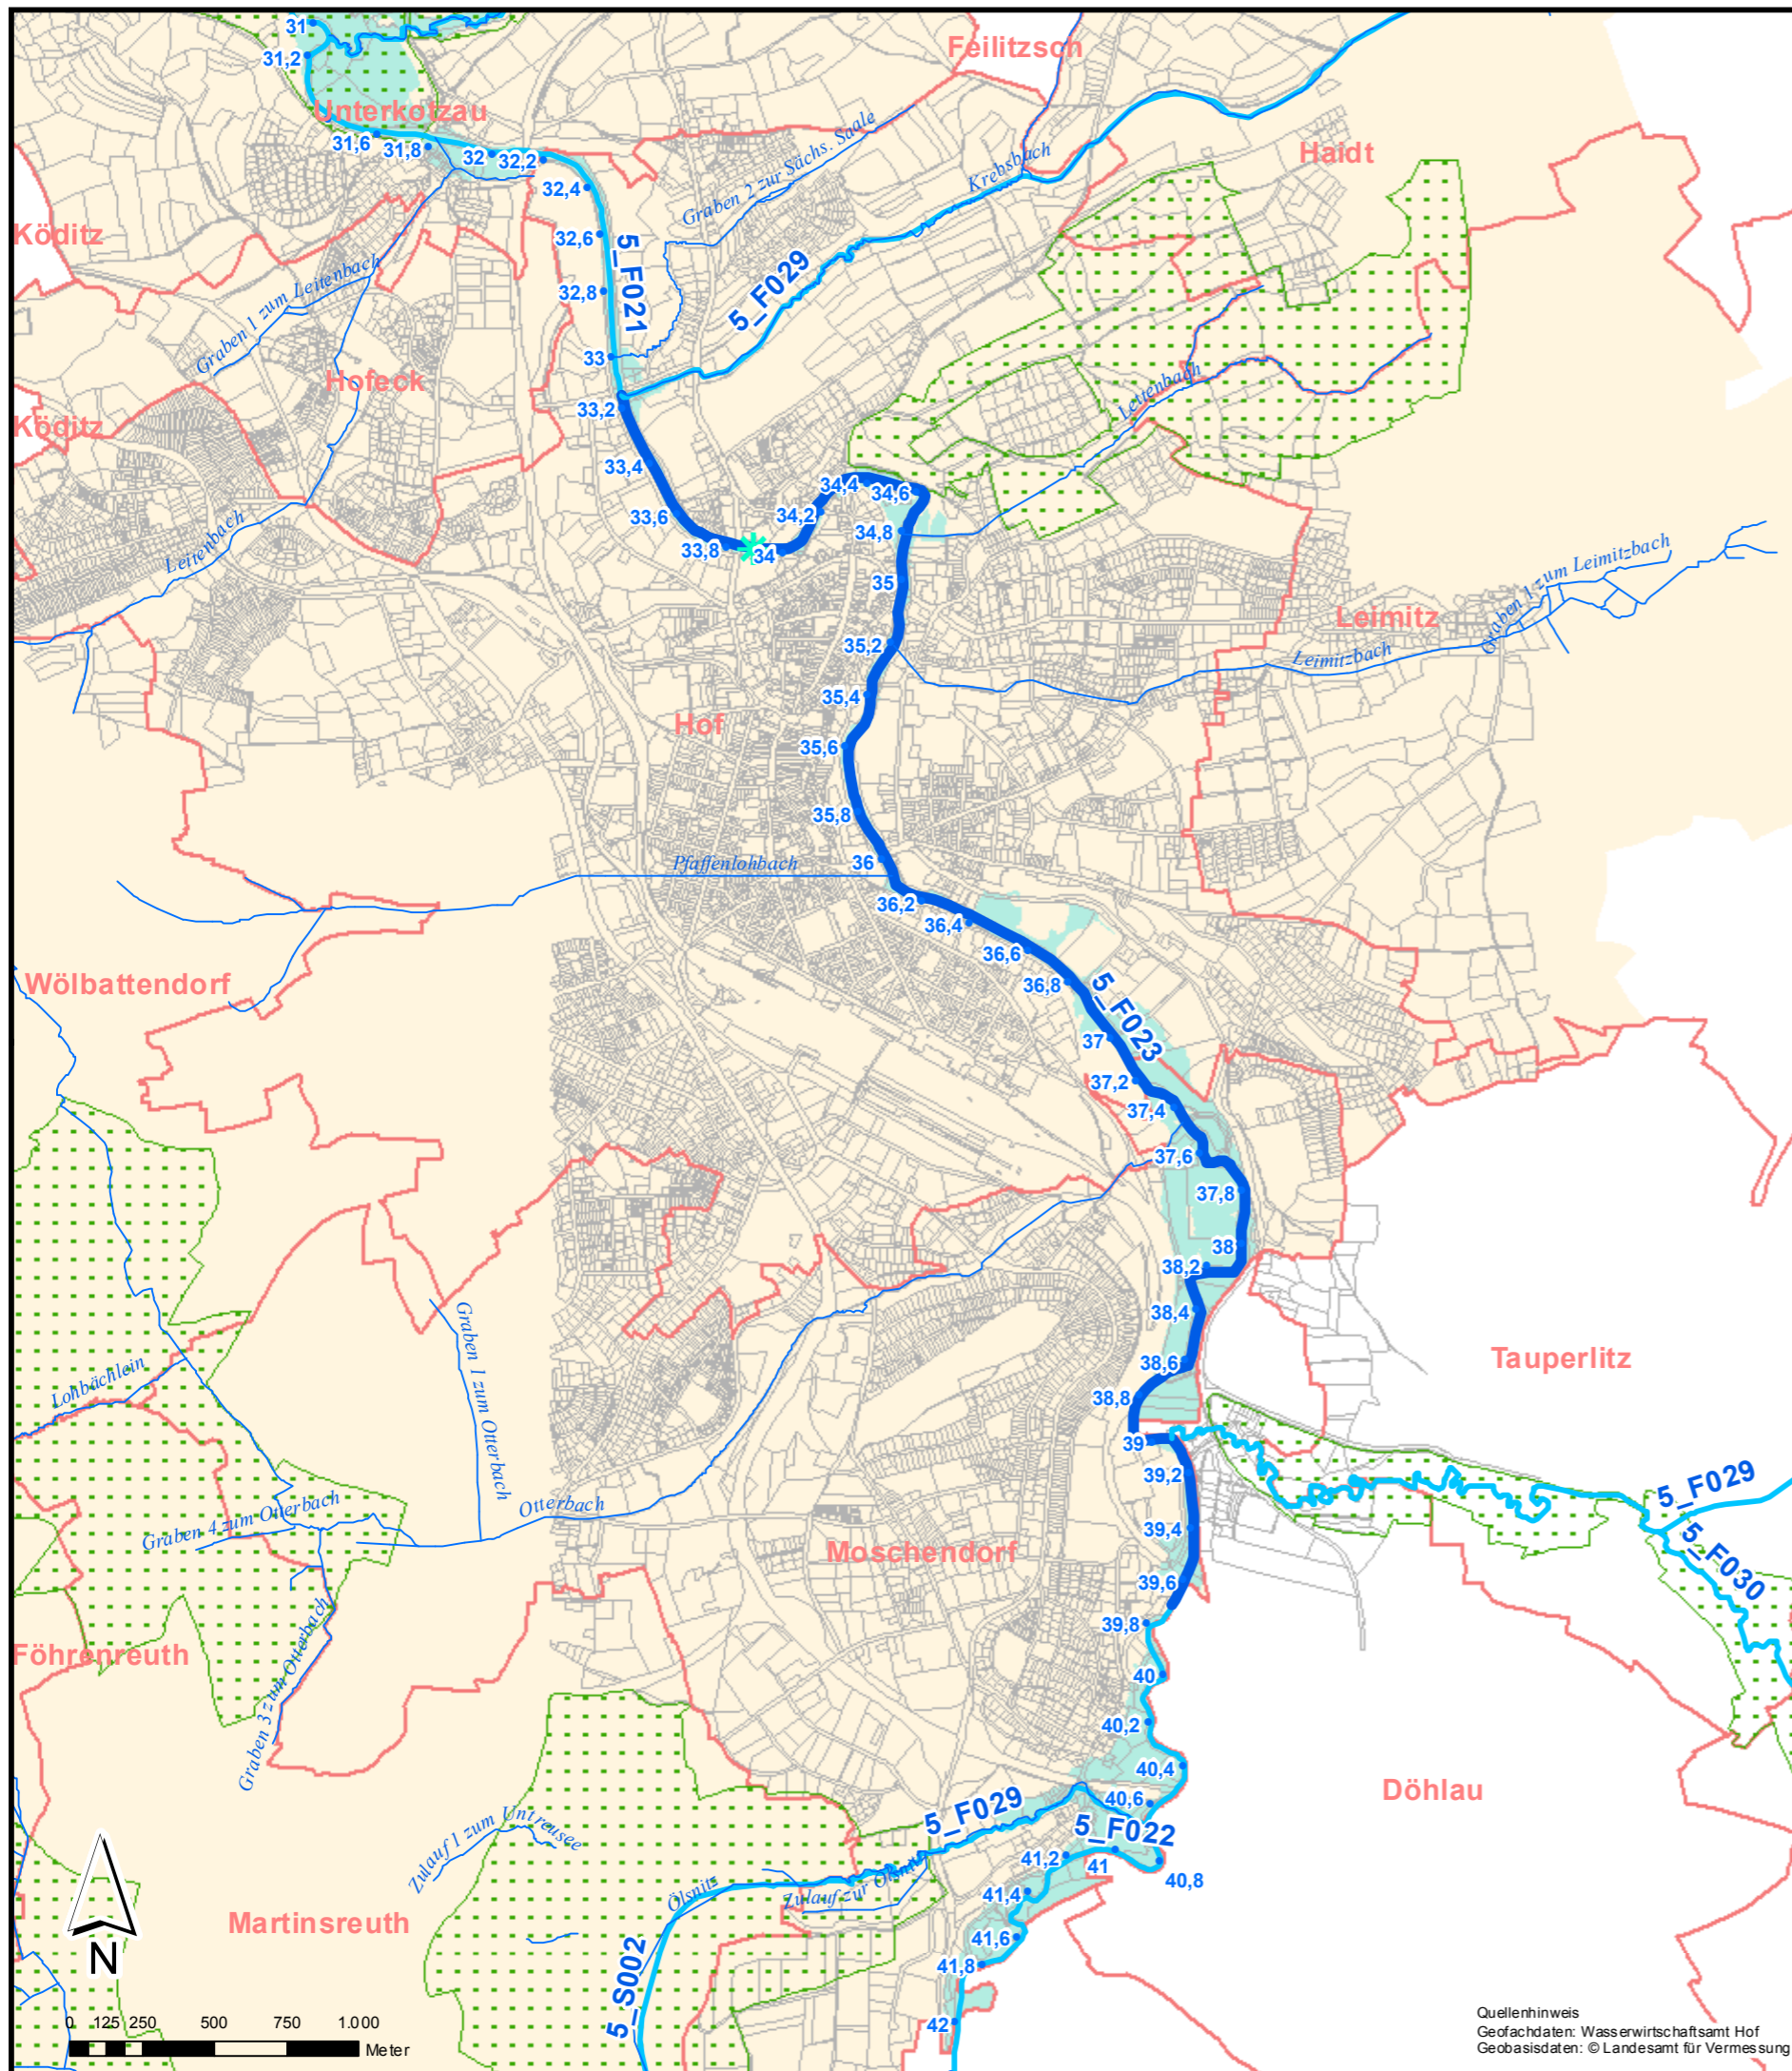 31
31,2
Unterkotzau
31,6
31,8
32
32,2
32,4
32,6
32,8
33
5_F021
Feilitzsch
Graben 2 zur Sächs. Saale
Krebsbach
Haidt
Köditz
Graben 1 zum Leitenbach
Hofeck
Köditz
5_F029
Leitenbach
Lettenbach
33,2
33,4
33,6
33,8
34
34,2
34,4
34,6
34,8
35
35,2
35,4
35,6
35,8
36
Hof
Leimitz
Leimitzbach
Graben 1 zum Leimitzbach
Pfaffenlohbach
36,2
36,4
36,6
36,8
5_F023
37
37,2
37,4
37,6
37,8
38
38,2
38,4
38,6
38,8
39
39,2
39,4
39,6
39,8
40
40,2
40,4
40,6
40,8
41
41,2
41,4
41,6
41,8
42
Wölbattendorf
Lohbächlein
Graben 1 zum Otterbach
Graben 4 zum Otterbach
Otterbach
Graben 3 zum Otterbach
Föhrenreuth
Moschendorf
Tauperlitz
5_F029
5_F030
Döhlau
5_F029
5_F022
Zulauf 1 zum Untreusee
Ölsnitz
Zulauf zur Ölsnitz
5_S002
Martinsreuth
N
0 125 250 500 750 1.000
Meter
Quellenhinweis
Geofachdaten: Wasserwirtschaftsamt Hof
Geobasisdaten: © Landesamt für Vermessung